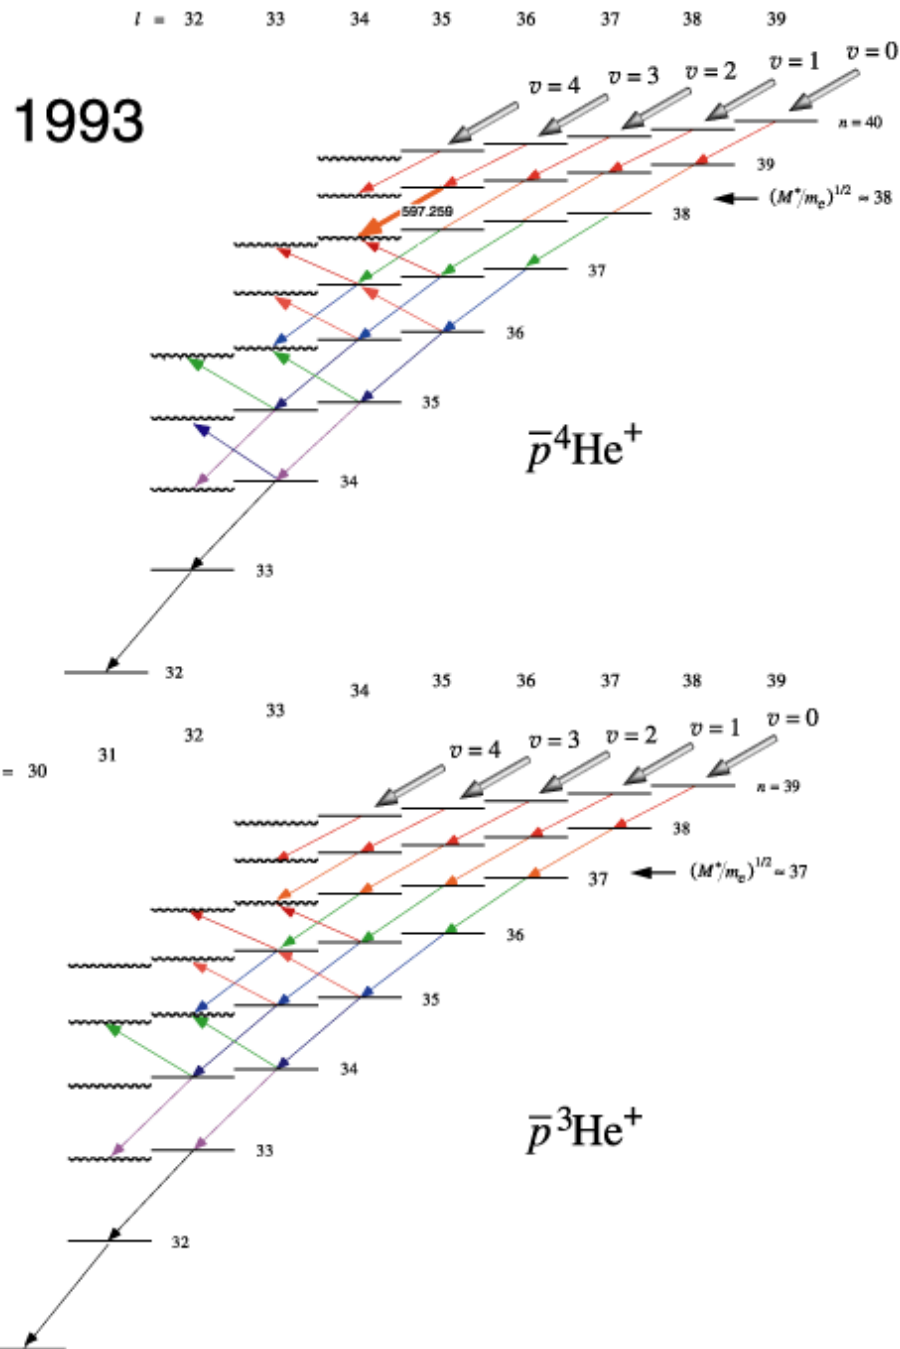 l = 32 33 34 35 36 37 38 39
v = 4 v = 3 v = 2 v = 1 v = 0
1993
n = 40
39
(M*/mₑ)^1/2 ≈ 38
597.259
38
37
36
35
p̅⁴He⁺
34
33
32
= 30 31 32 33 34 35 36 37 38 39
v = 4 v = 3 v = 2 v = 1 v = 0
n = 39
38
37
(M*/mₑ)^1/2 ≈ 37
36
35
34
p̅³He⁺
33
32